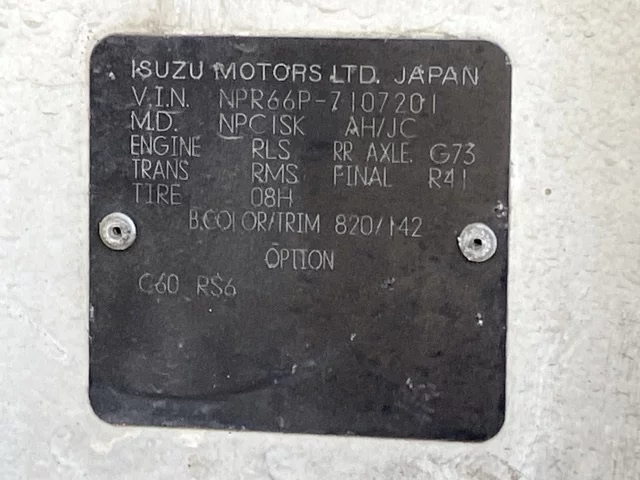 ISUZU MOTORS LTD. JAPAN
V.I.N. NPR66P-7107201
M.D. NPC1SK AH/JC
ENGINE RLS RR AXLE. G73
TRANS RMS FINAL R41
TIRE 08H
B.COLOR/TRIM 820/142
OPTION
C60 RS6